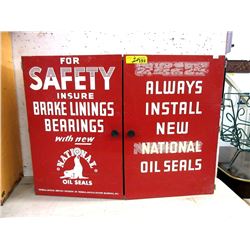 FOR
SAFETY
INSURE
BRAKE LININGS
BEARINGS
with new
NATIONAL
OIL SEALS
ALWAYS
INSTALL
NEW
NATIONAL
OIL SEALS